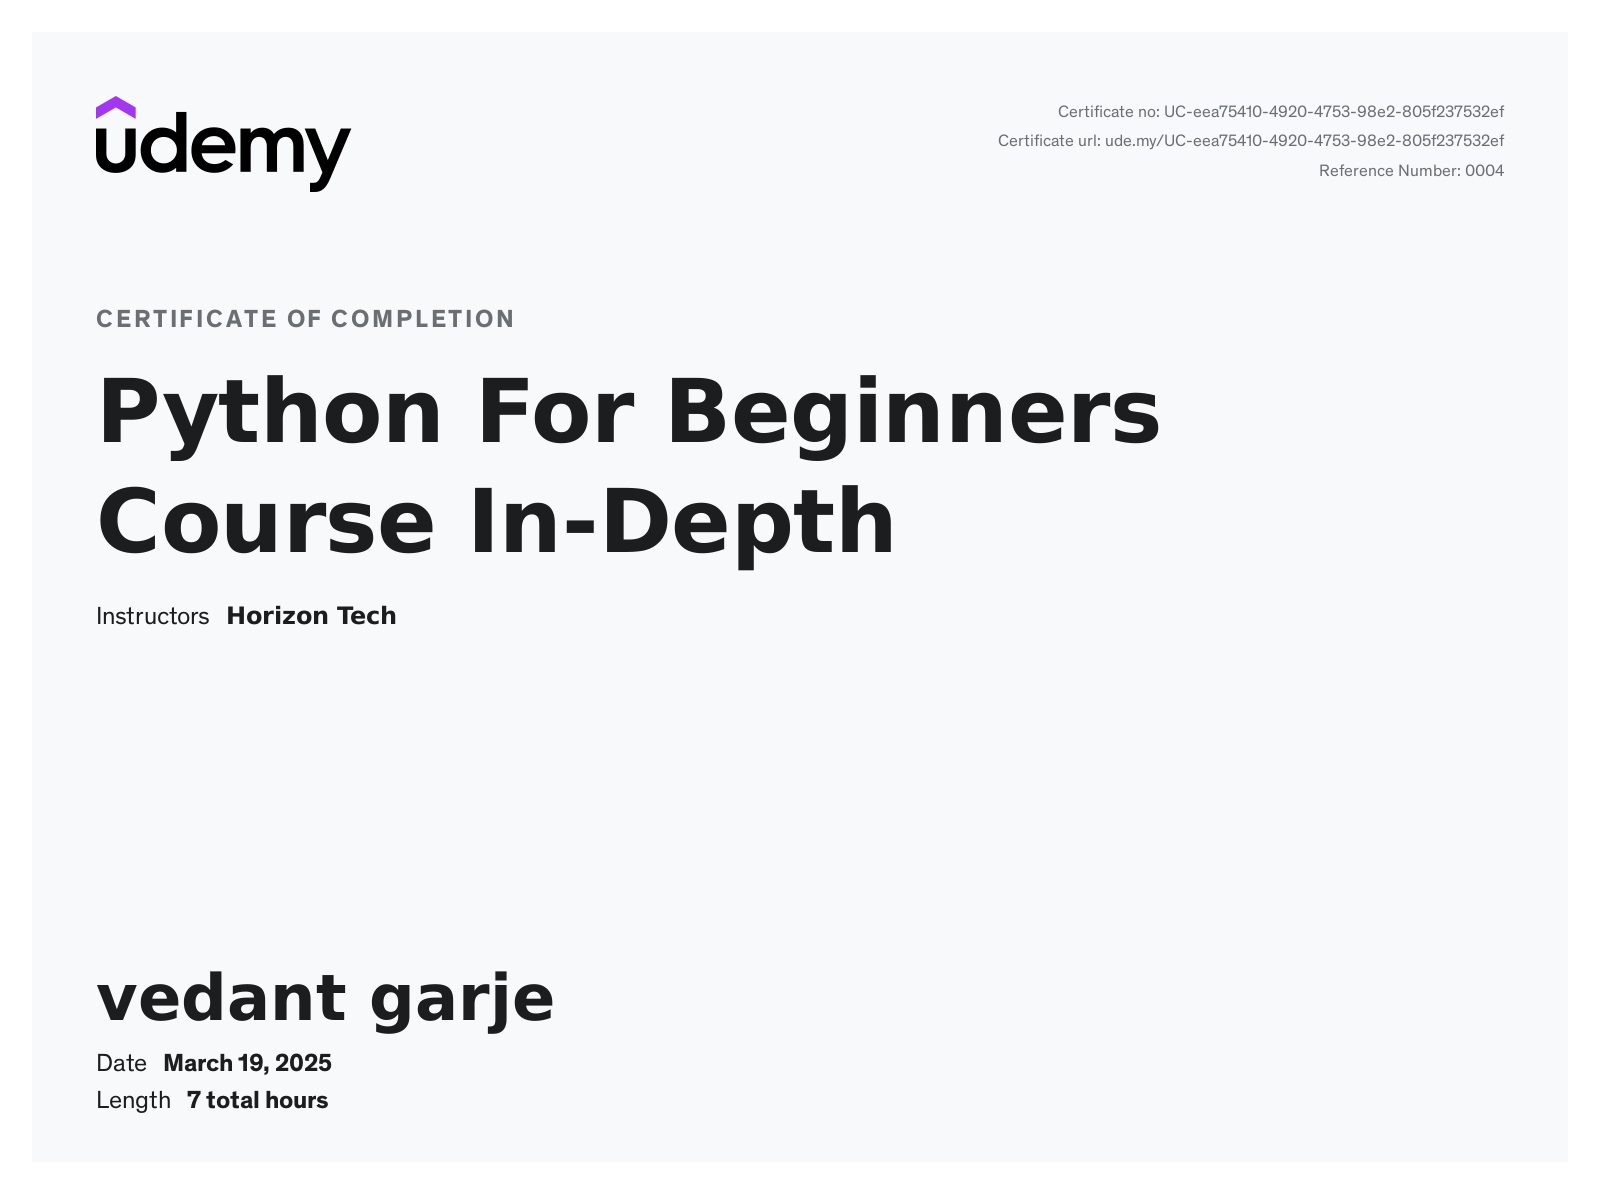 udemy
Certificate no: UC-eea75410-4920-4753-98e2-805f237532ef
Certificate url: ude.my/UC-eea75410-4920-4753-98e2-805f237532ef
Reference Number: 0004
CERTIFICATE OF COMPLETION
Python For Beginners
Course In-Depth
Instructors Horizon Tech
vedant garje
Date March 19, 2025
Length 7 total hours